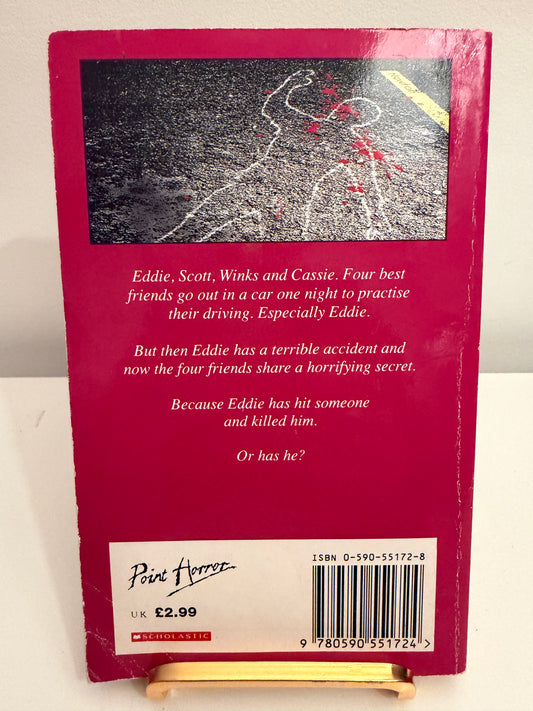 Eddie, Scott, Winks and Cassie. Four best
friends go out in a car one night to practise
their driving. Especially Eddie.
But then Eddie has a terrible accident and
now the four friends share a horrifying secret.
Because Eddie has hit someone
and killed him.
Or has he?
Point Horror
UK £2.99
SCHOLASTIC
ISBN 0-590-55172-8
9 780590 551724 >